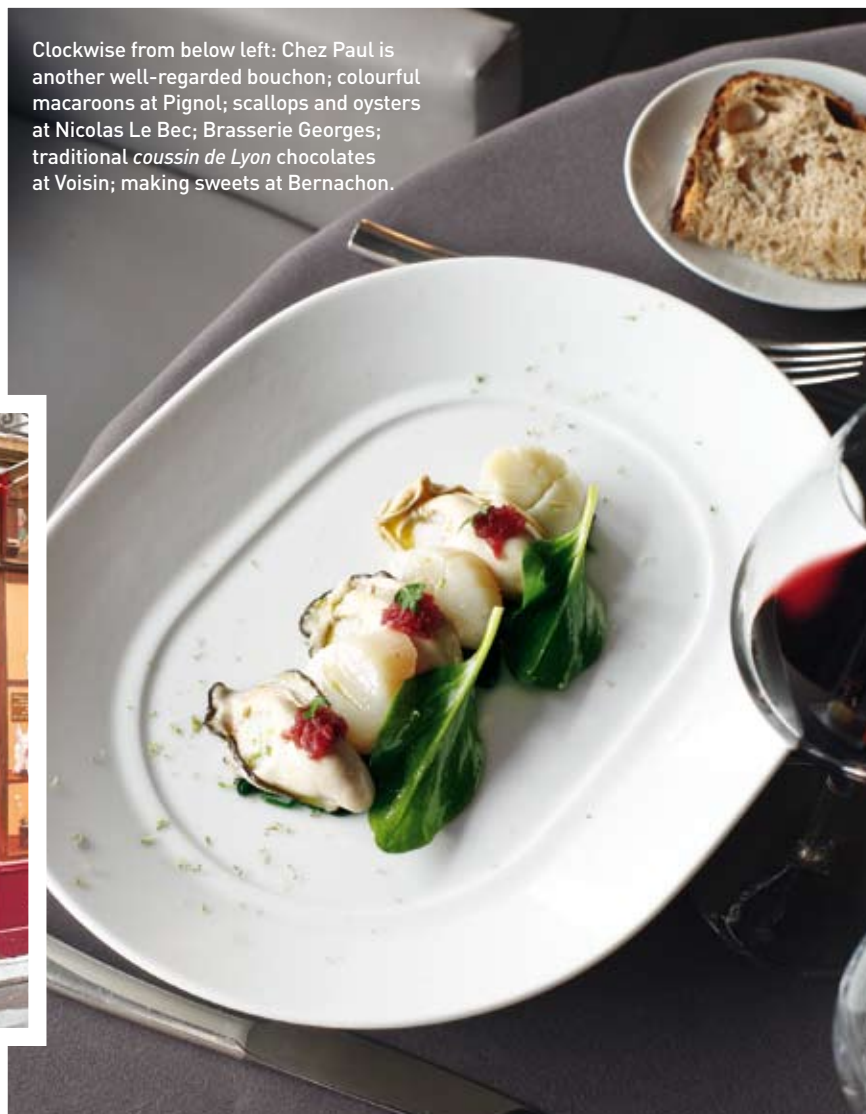 Clockwise from below left: Chez Paul is
another well-regarded bouchon; colourful
macaroons at Pignol; scallops and oysters
at Nicolas Le Bec; Brasserie Georges;
traditional coussin de Lyon chocolates
at Voisin; making sweets at Bernachon.